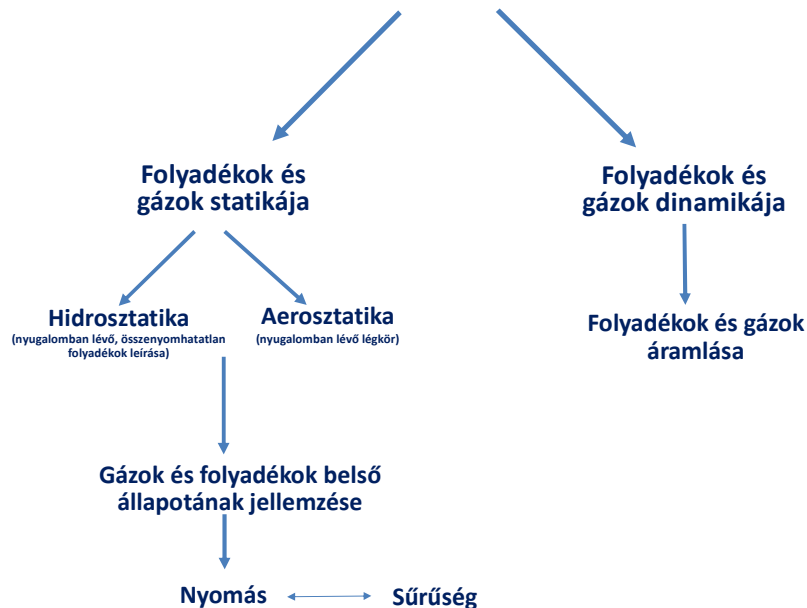 Folyadékok és
gázok statikája
Folyadékok és
gázok dinamikája
Hidrosztatika
(nyugalomban lévő, összenyomhatatlan
folyadékok leírása)
Aerosztatika
(nyugalomban lévő légkör)
Folyadékok és gázok
áramlása
Gázok és folyadékok belső
állapotának jellemzése
Nyomás
Sűrűség